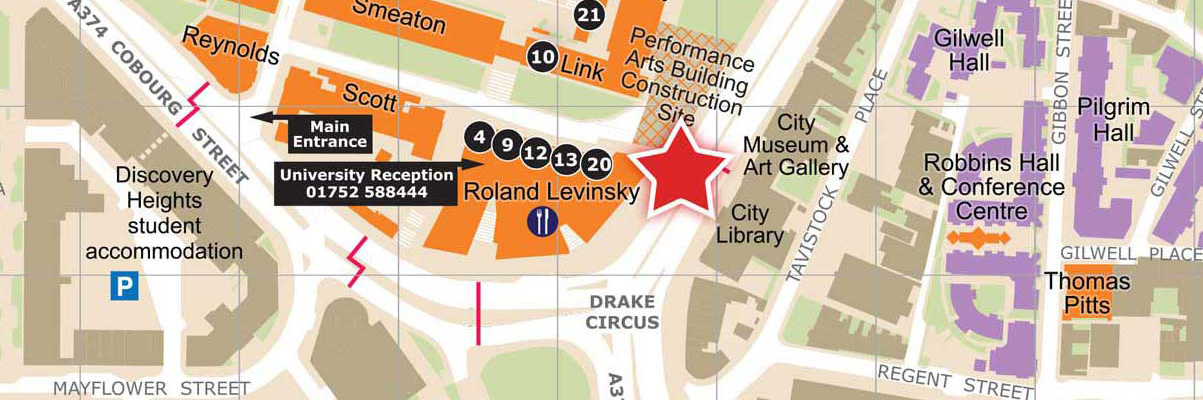 Smeaton
21
Reynolds
10
Link
Performance
Arts Building
Construction
Site
Gilwell
Hall
GIBBON STREE
A374 COBOURG STREET
Scott
Main
Entrance
University Reception
01752 588444
4
9
12
13
20
Roland Levinsky
City
Museum &
Art Gallery
City
Library
TAVISTOCK PLACE
Pilgrim
Hall
GILWELL S
Robbins Hall
& Conference
Centre
GILWELL PLACE
Thomas
Pitts
Discovery
Heights
student
accommodation
P
DRAKE
CIRCUS
A3
MAYFLOWER STREET
REGENT STREET